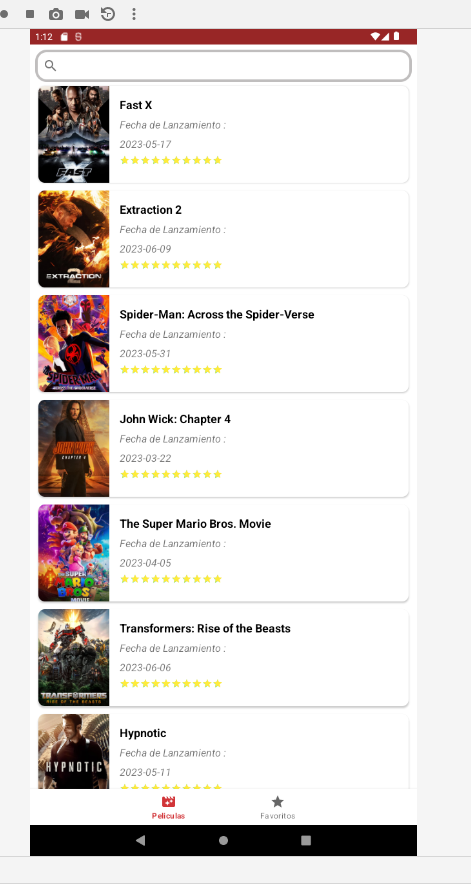 1:12
Fast X
Fecha de Lanzamiento :
2023-05-17
FAST X
Extraction 2
Fecha de Lanzamiento :
2023-06-09
EXTRACTION
2
Spider-Man: Across the Spider-Verse
Fecha de Lanzamiento :
2023-05-31
SPIDER-MAN
John Wick: Chapter 4
Fecha de Lanzamiento :
2023-03-22
JOHN WICK
CHAPTER 4
The Super Mario Bros. Movie
Fecha de Lanzamiento :
2023-04-05
SUPER
MARIO
BROS.
MOVIE
Transformers: Rise of the Beasts
Fecha de Lanzamiento :
2023-06-06
TRANSFORMERS
RISE OF THE BEASTS
Hypnotic
Fecha de Lanzamiento :
2023-05-11
HYPNOTIC
Películas
Favoritos